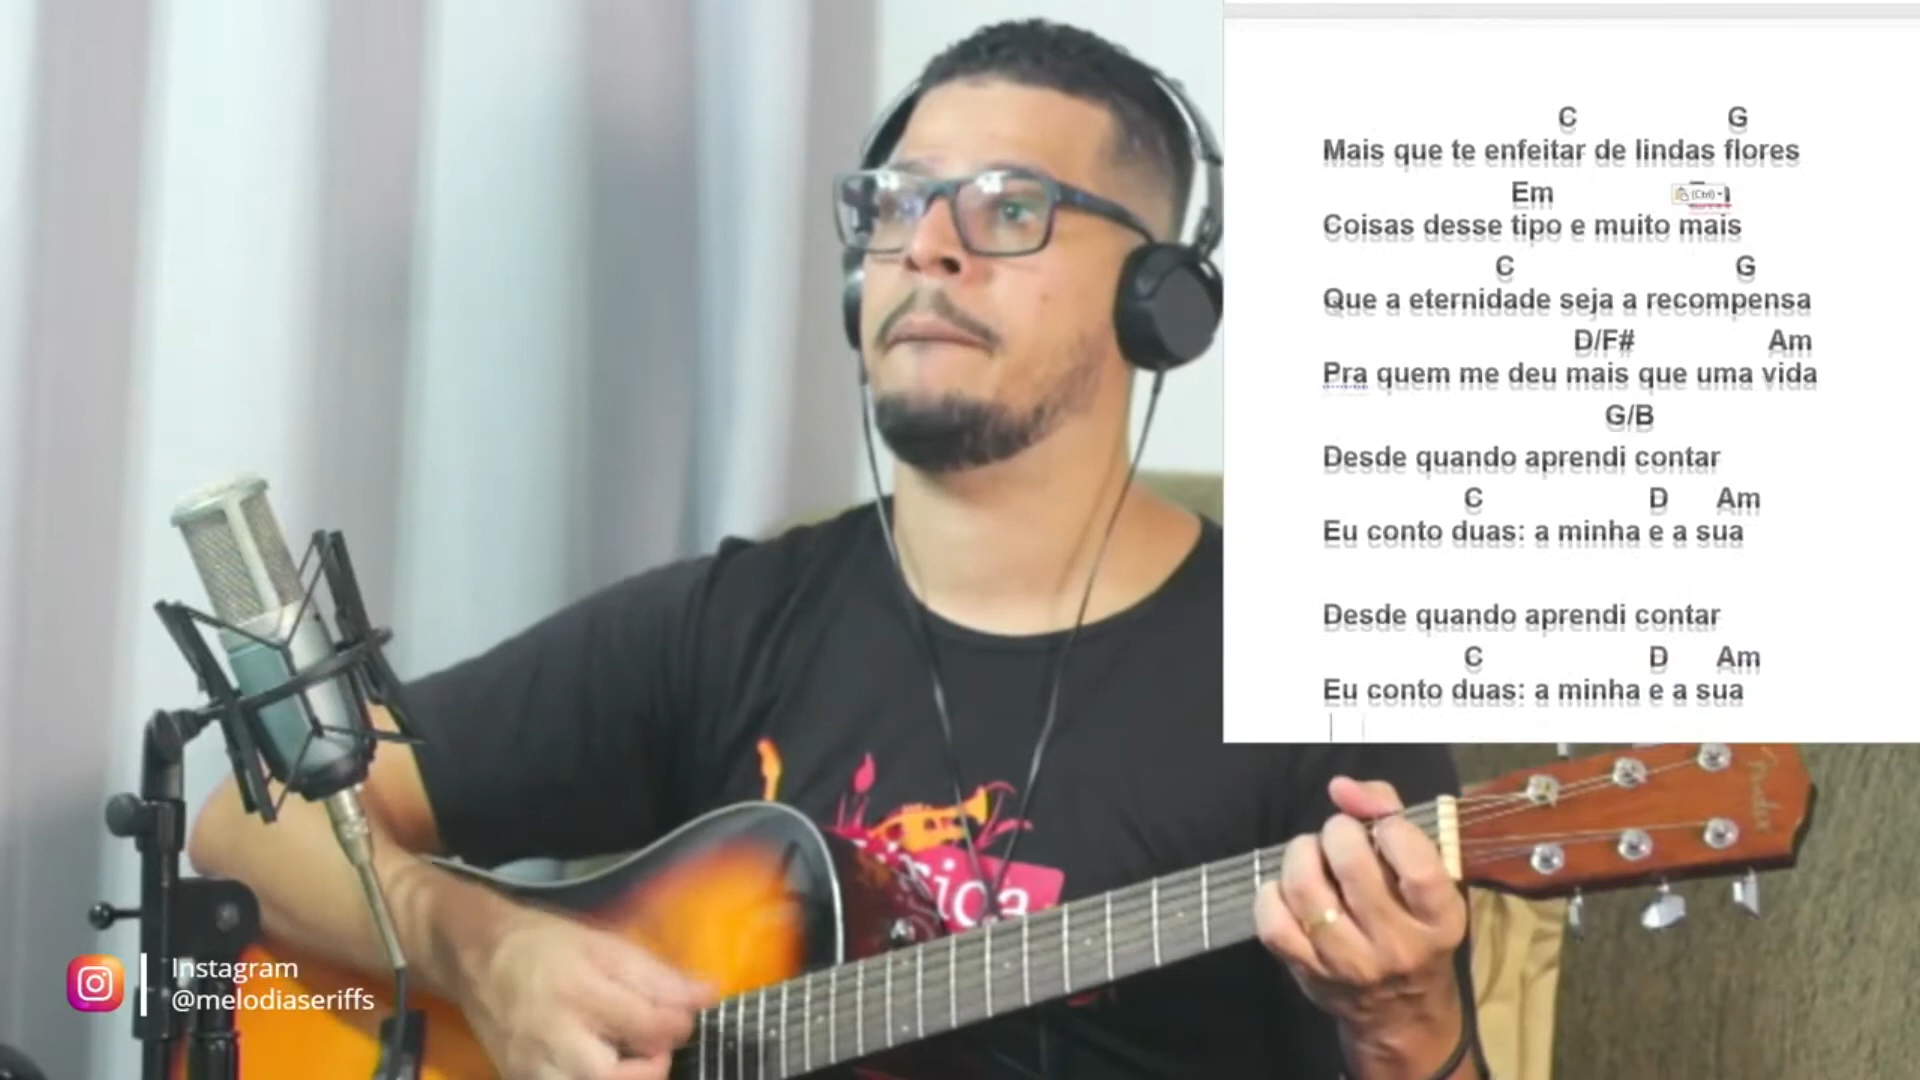 C G
Mais que te enfeitar de lindas flores
Em
(Ctrl)
Coisas desse tipo e muito mais
C G
Que a eternidade seja a recompensa
D/F# Am
Pra quem me deu mais que uma vida
G/B
Desde quando aprendi contar
C D Am
Eu conto duas: a minha e a sua
Desde quando aprendi contar
C D Am
Eu conto duas: a minha e a sua
Fender
Instagram
@melodiaseriffs